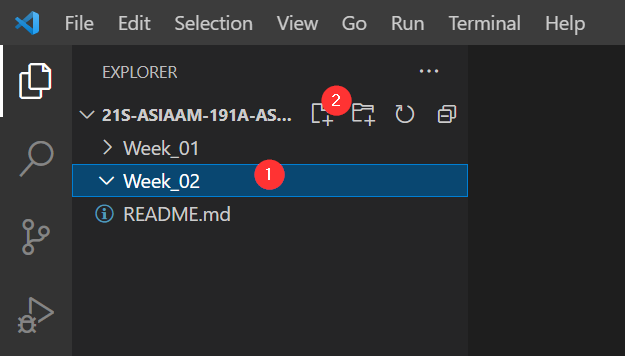 File Edit Selection View Go Run Terminal Help
EXPLORER
2
21S-ASIAAM-191A-AS...
Week_01
1
Week_02
README.md